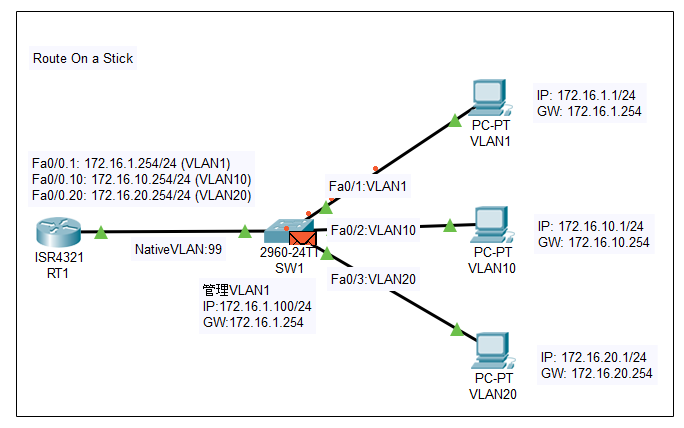 Route On a Stick
IP: 172.16.1.1/24
GW: 172.16.1.254
PC-PT
VLAN1
Fa0/0.1: 172.16.1.254/24 (VLAN1)
Fa0/0.10: 172.16.10.254/24 (VLAN10)
Fa0/0.20: 172.16.20.254/24 (VLAN20)
Fa0/1:VLAN1
Fa0/2:VLAN10
IP: 172.16.10.1/24
GW: 172.16.10.254
NativeVLAN:99
ISR4321
RT1
2960-24TT
SW1
PC-PT
VLAN10
Fa0/3:VLAN20
管理VLAN1
IP:172.16.1.100/24
GW:172.16.1.254
IP: 172.16.20.1/24
GW: 172.16.20.254
PC-PT
VLAN20